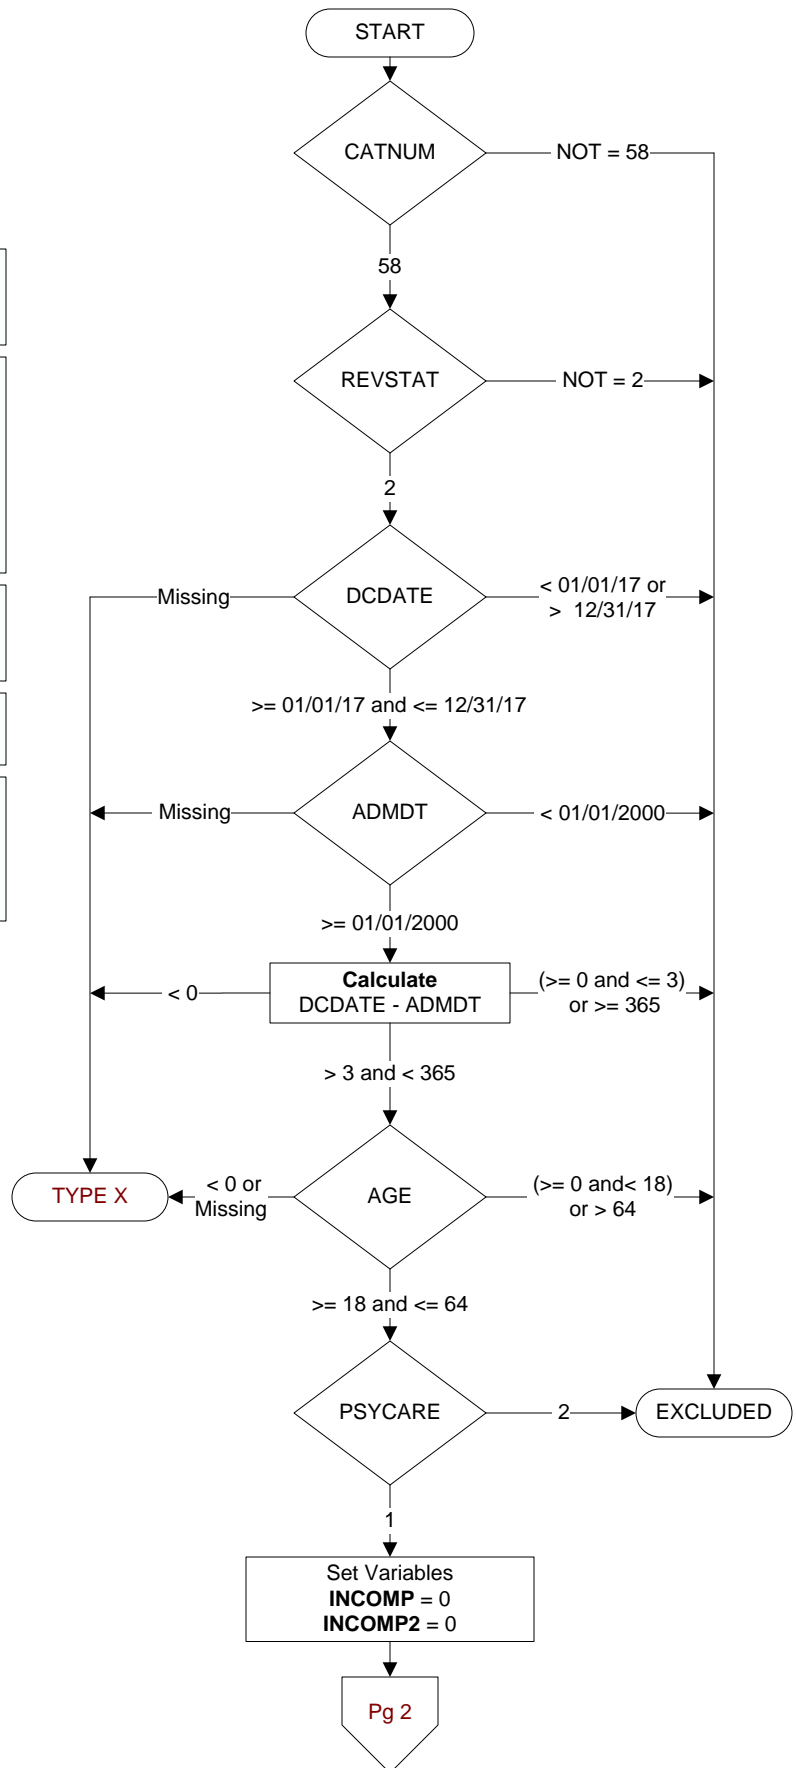 START
CATNUM
NOT = 58
58
REVSTAT
NOT = 2
2
Missing
DCDATE
< 01/01/17 or
> 12/31/17
>= 01/01/17 and <= 12/31/17
Missing
ADMDT
< 01/01/2000
>= 01/01/2000
< 0
Calculate
DCDATE - ADMDT
(>= 0 and <= 3)
or >= 365
> 3 and < 365
TYPE X
< 0 or
Missing
AGE
(>= 0 and< 18)
or > 64
>= 18 and <= 64
PSYCARE
2
EXCLUDED
1
Set Variables
INCOMP = 0
INCOMP2 = 0
Pg 2